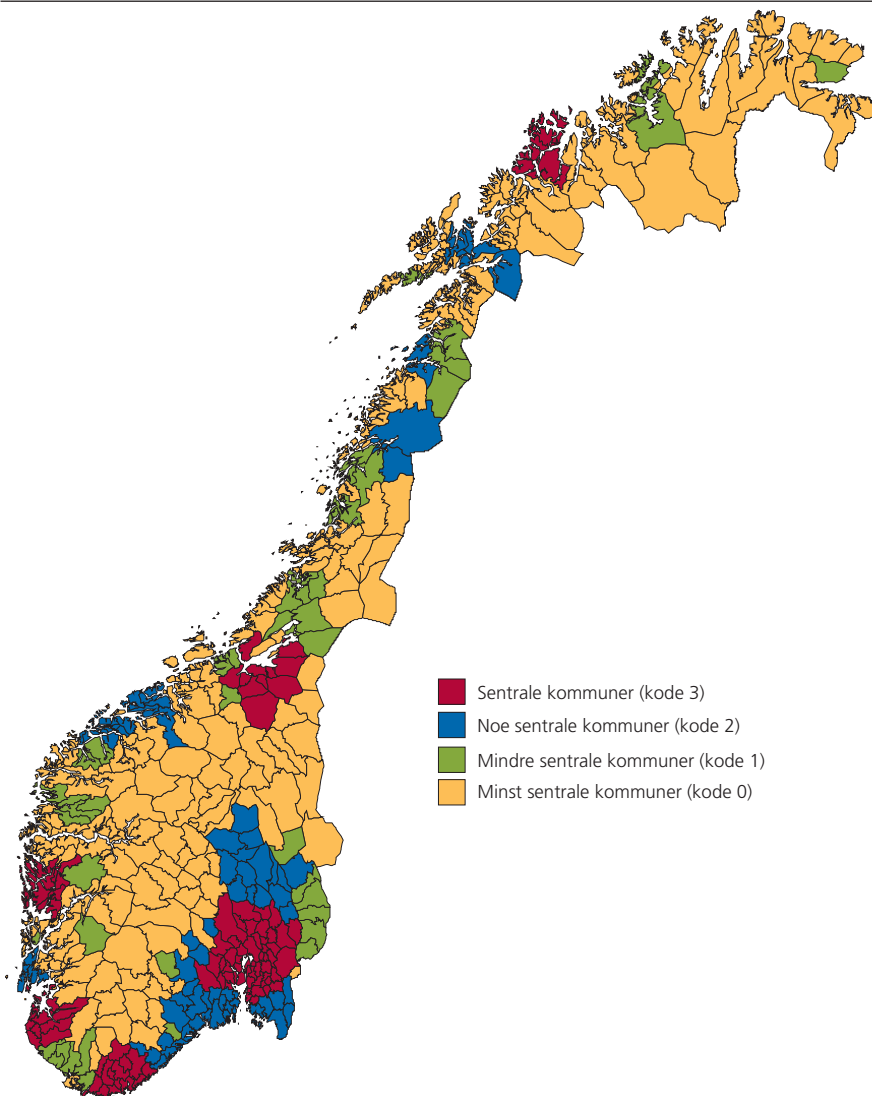 Sentrale kommuner (kode 3)
Noe sentrale kommuner (kode 2)
Mindre sentrale kommuner (kode 1)
Minst sentrale kommuner (kode 0)